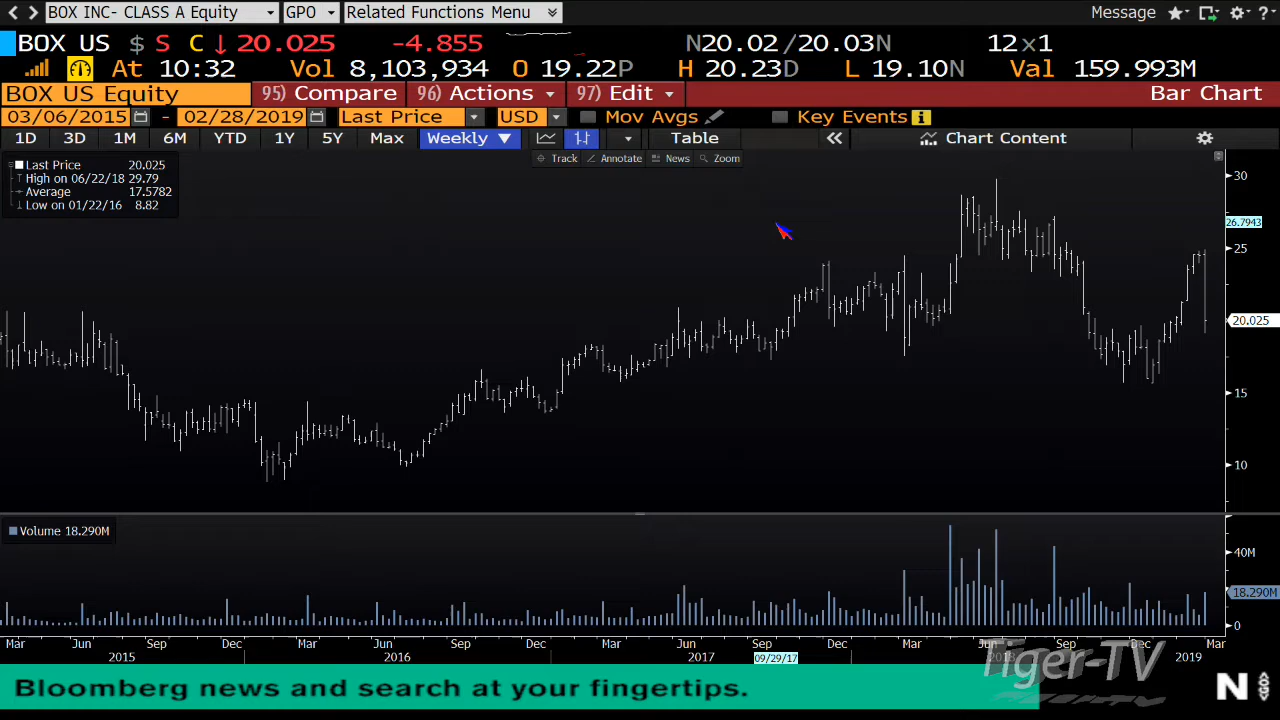 BOX INC- CLASS A Equity GPO Related Functions Menu Message
BOX US $ S C ↓ 20.025 -4.855 N20.02 /20.03N 12×1
At 10:32 Vol 8,103,934 O 19.22P H 20.23D L 19.10N Val 159.993M
BOX US Equity 95) Compare 96) Actions 97) Edit Bar Chart
03/06/2015 - 02/28/2019 Last Price USD Mov Avgs Key Events
1D 3D 1M 6M YTD 1Y 5Y Max Weekly ▼ Table « Chart Content
Track Annotate News Zoom
Last Price 20.025
High on 06/22/18 29.79
Average 17.5782
Low on 01/22/16 8.82
30
26.7943
25
20.025
15
10
Volume 18.290M
40M
18.290M
0
Mar Jun Sep Dec Mar Jun Sep Dec Mar Jun Sep Dec Mar Jun Sep Dec Mar
2015 2016 2017 09/29/17 2018 2019
Tiger-TV
Bloomberg news and search at your fingertips.
N